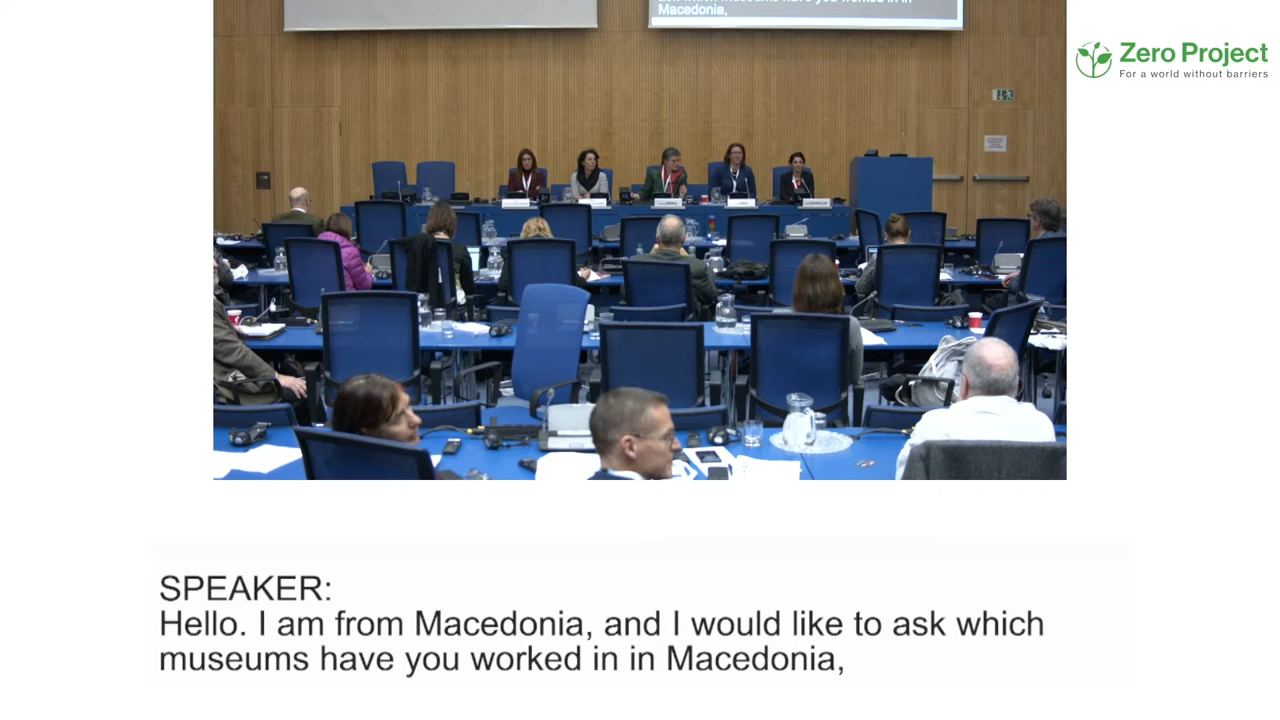 Macedonia,
Zero Project
For a world without barriers
SPEAKER:
Hello. I am from Macedonia, and I would like to ask which
museums have you worked in in Macedonia,